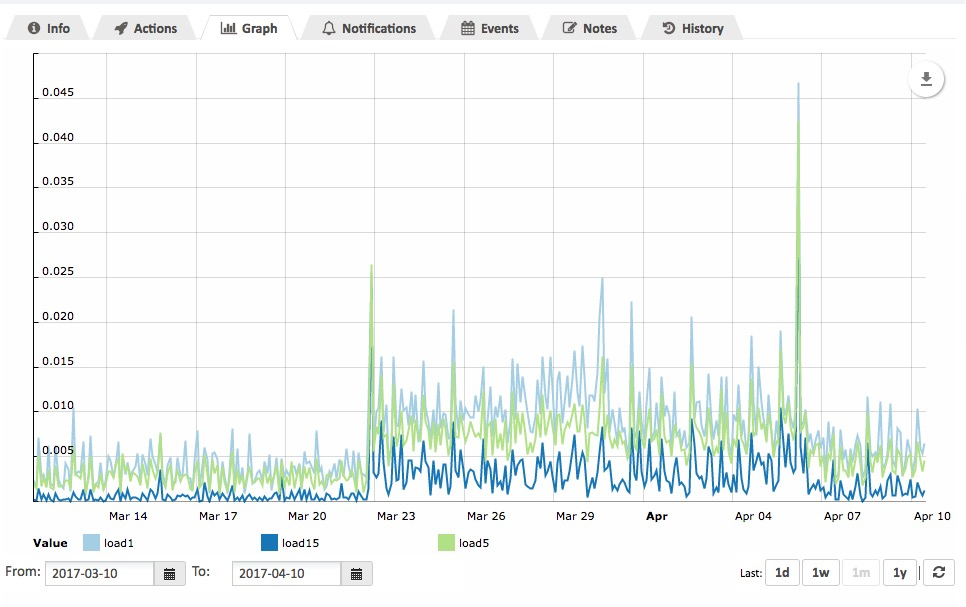 Info Actions Graph Notifications Events Notes History
0.045
0.040
0.035
0.030
0.025
0.020
0.015
0.010
0.005
Mar 14 Mar 17 Mar 20 Mar 23 Mar 26 Mar 29 Apr Apr 04 Apr 07 Apr 10
Value load1 load15 load5
From: 2017-03-10 To: 2017-04-10 Last: 1d 1w 1m 1y |